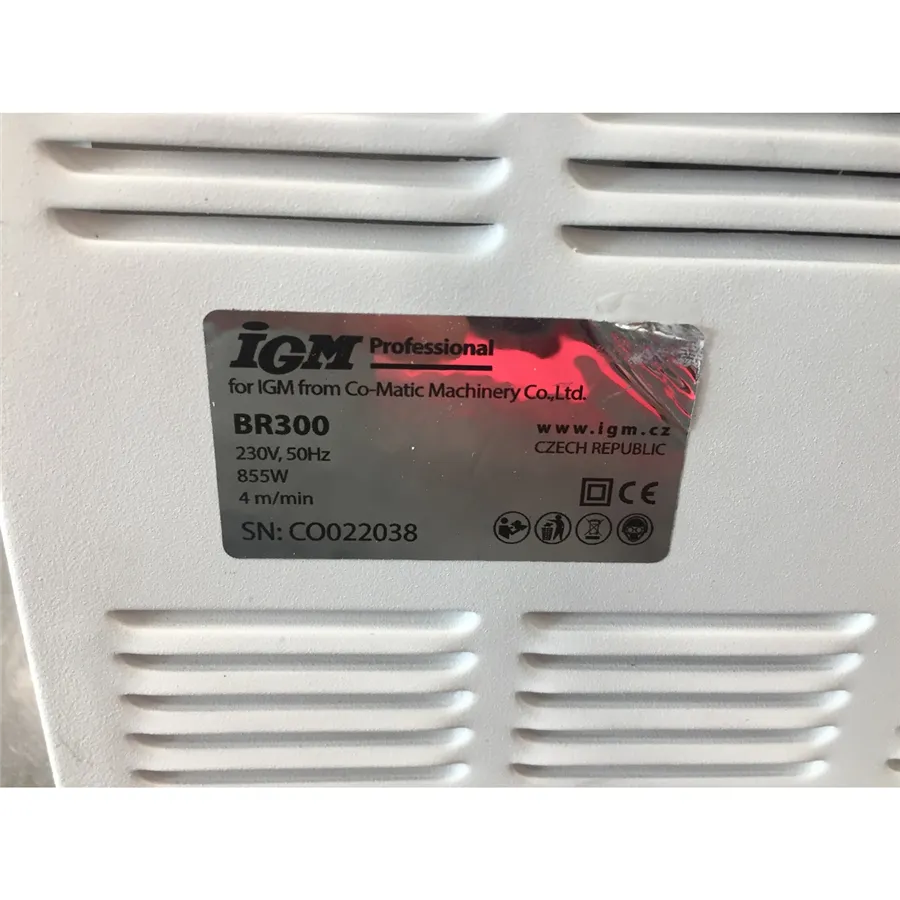 iGM Professional
for IGM from Co-Matic Machinery Co.,Ltd.
BR300
230V, 50Hz
855W
4 m/min
SN: CO022038
www.igm.cz
CZECH REPUBLIC
CE